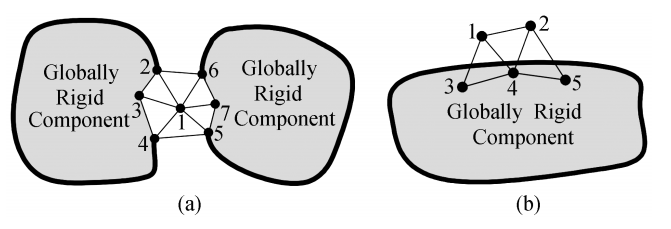 Globally
Rigid
Component
2
3
4
1
6
7
5
Globally
Rigid
Component
(a)
1
2
3
4
5
Globally Rigid
Component
(b)